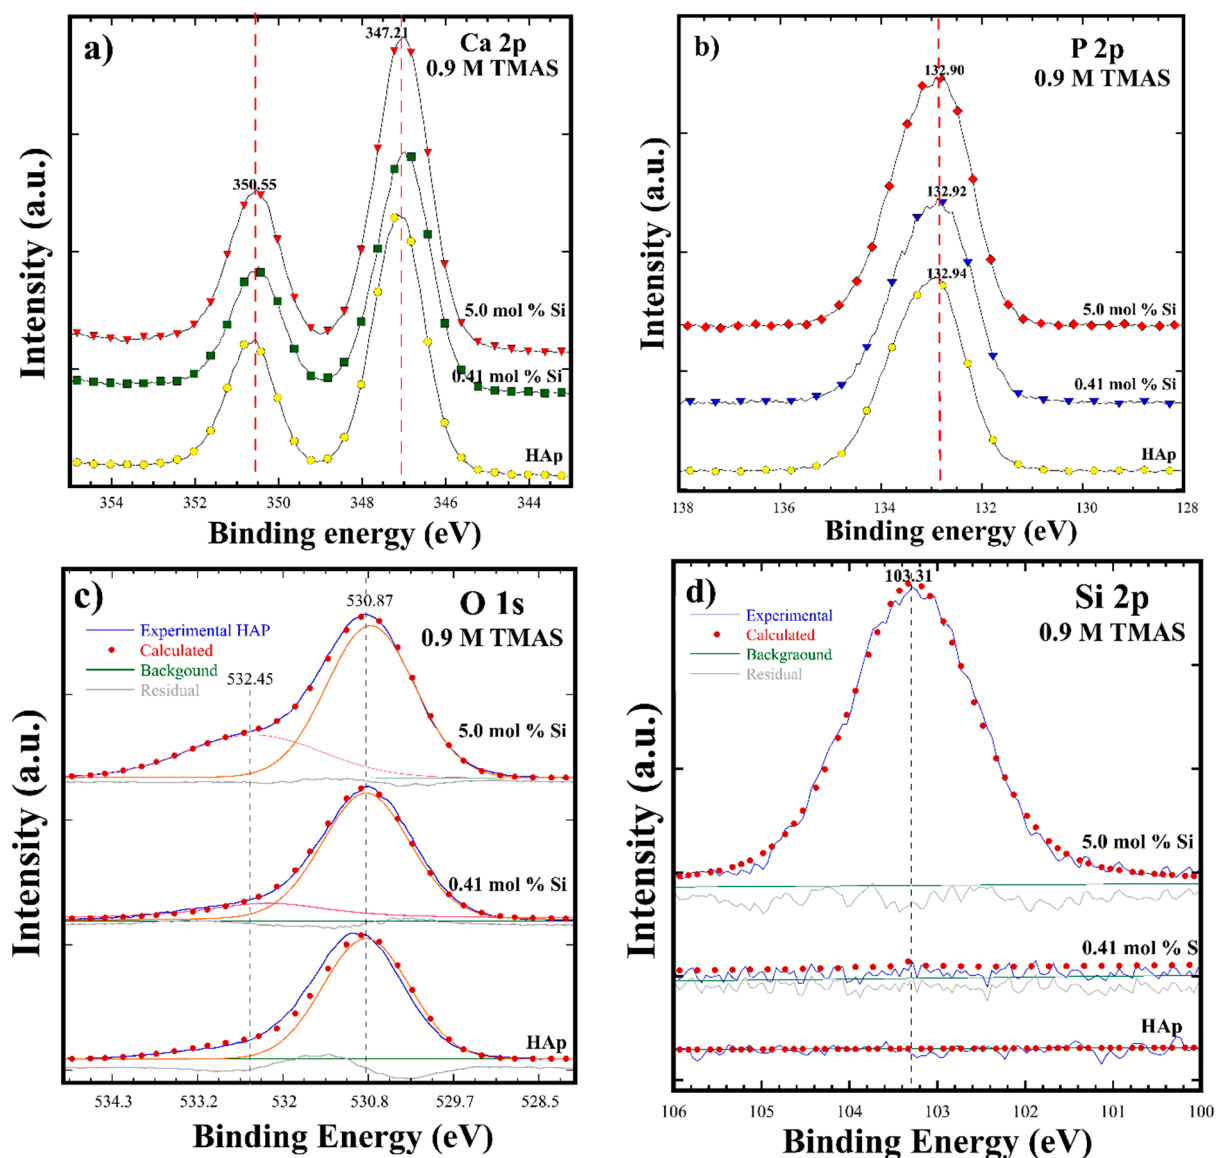 a)
Ca 2p
0.9 M TMAS
347.21
350.55
5.0 mol % Si
0.41 mol % Si
HAp
Intensity (a.u.)
354 352 350 348 346 344
Binding energy (eV)
b)
P 2p
0.9 M TMAS
132.90
132.92
132.94
5.0 mol % Si
0.41 mol % Si
HAp
Intensity (a.u.)
138 136 134 132 130 128
Binding energy (eV)
c)
O 1s
0.9 M TMAS
530.87
532.45
Experimental HAP
Calculated
Backgound
Residual
5.0 mol % Si
0.41 mol % Si
HAp
Intensity (a.u.)
534.3 533.2 532 530.8 529.7 528.5
Binding Energy (eV)
d)
Si 2p
0.9 M TMAS
103.31
Experimental
Calculated
Backgraound
Residual
5.0 mol % Si
0.41 mol % S
HAp
Intensity (a.u.)
106 105 104 103 102 101 100
Binding Energy (eV)